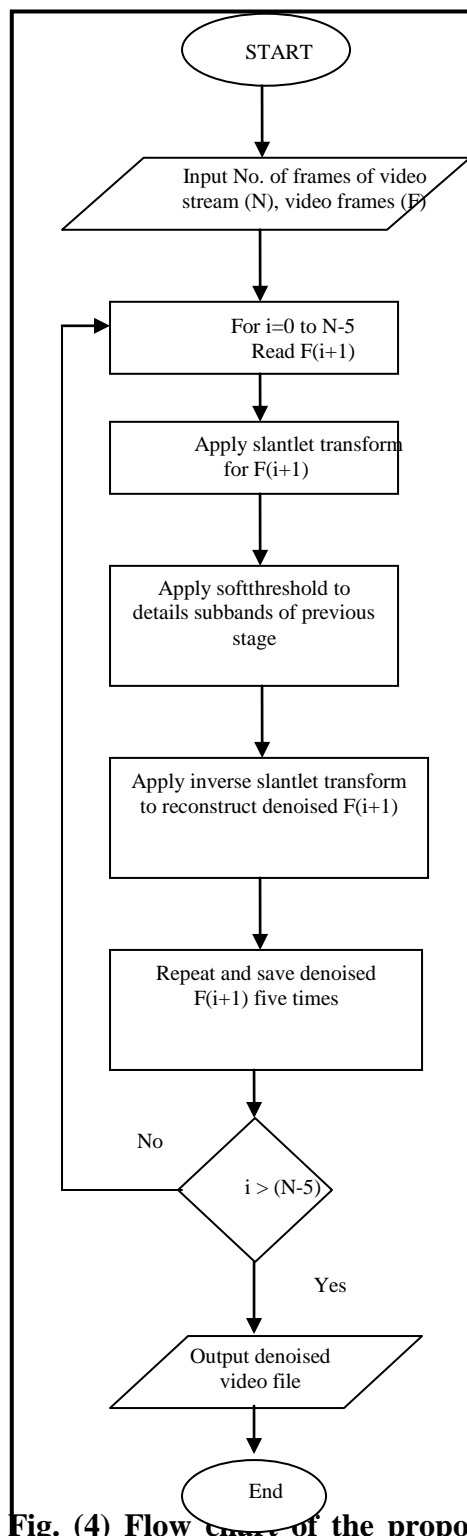 START
Input No. of frames of video
stream (N), video frames (F)
For i=0 to N-5
Read F(i+1)
Apply slantlet transform
for F(i+1)
Apply softthreshold to
details subbands of previous
stage
Apply inverse slantlet transform
to reconstruct denoised F(i+1)
Repeat and save denoised
F(i+1) five times
No
i > (N-5)
Yes
Output denoised
video file
End
Fig. (4) Flow chart of the propo